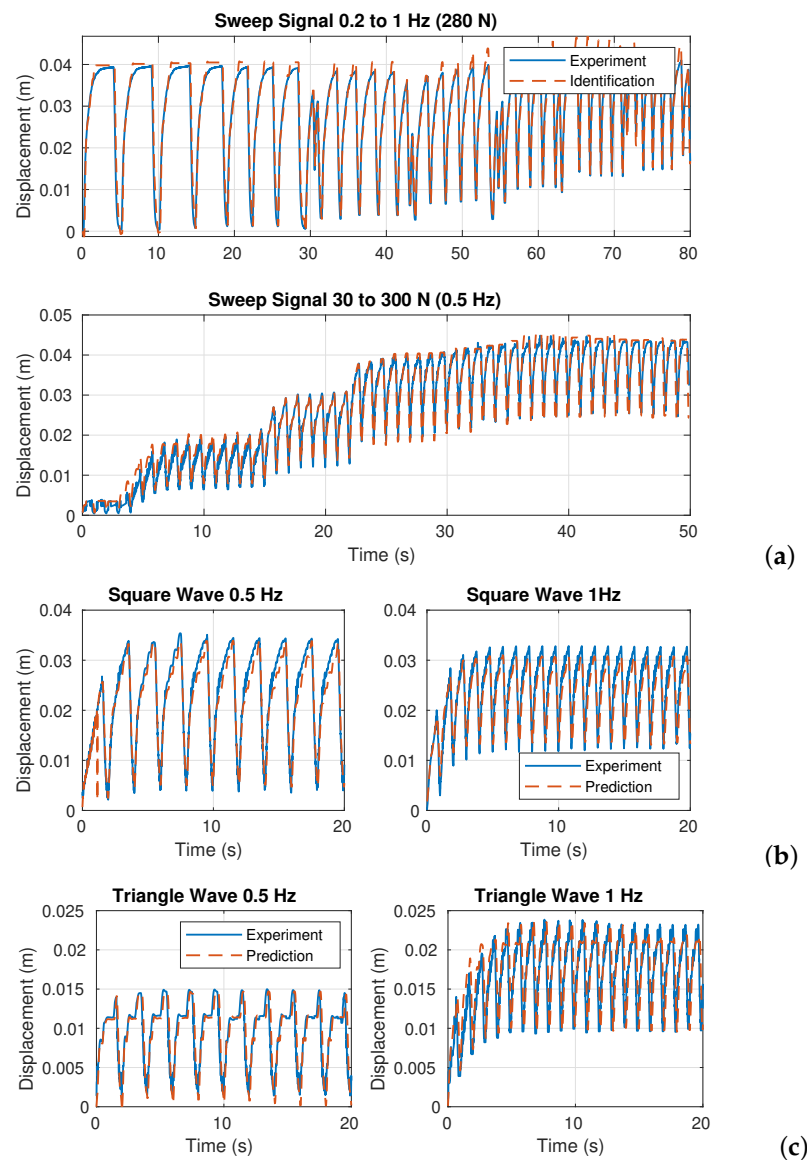 Sweep Signal 0.2 to 1 Hz (280 N)
Displacement (m)
0.04
0.03
0.02
0.01
0
Experiment
Identification
0 10 20 30 40 50 60 70 80
Sweep Signal 30 to 300 N (0.5 Hz)
Displacement (m)
0.05
0.04
0.03
0.02
0.01
0
0 10 20 30 40 50
Time (s)
(a)
Square Wave 0.5 Hz
Displacement (m)
0.04
0.03
0.02
0.01
0
0 10 20
Time (s)
Square Wave 1Hz
Displacement (m)
0.04
0.03
0.02
0.01
0
Experiment
Prediction
0 10 20
Time (s)
(b)
Triangle Wave 0.5 Hz
Displacement (m)
0.025
0.02
0.015
0.01
0.005
0
Experiment
Prediction
0 10 20
Time (s)
Triangle Wave 1 Hz
Displacement (m)
0.025
0.02
0.015
0.01
0.005
0
0 10 20
Time (s)
(c)